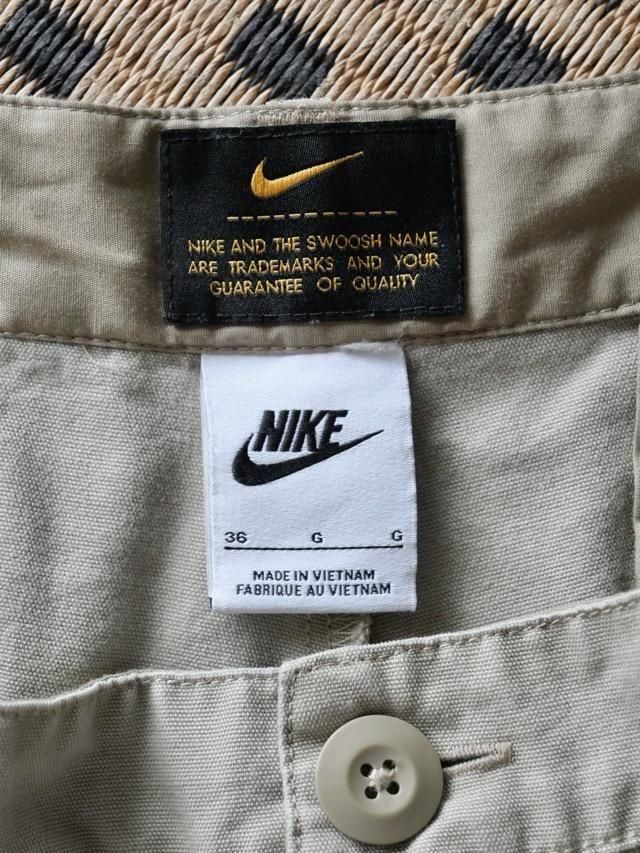 NIKE AND THE SWOOSH NAME
ARE TRADEMARKS AND YOUR
GUARANTEE OF QUALITY
NIKE
36 G G
MADE IN VIETNAM
FABRIQUE AU VIETNAM